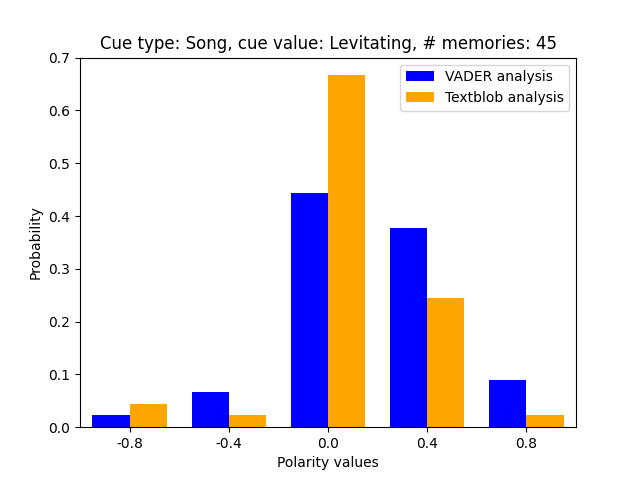 Cue type: Song, cue value: Levitating, # memories: 45
VADER analysis
Textblob analysis
0.7
0.6
0.5
0.4
0.3
0.2
0.1
0.0
Probability
-0.8 -0.4 0.0 0.4 0.8
Polarity values